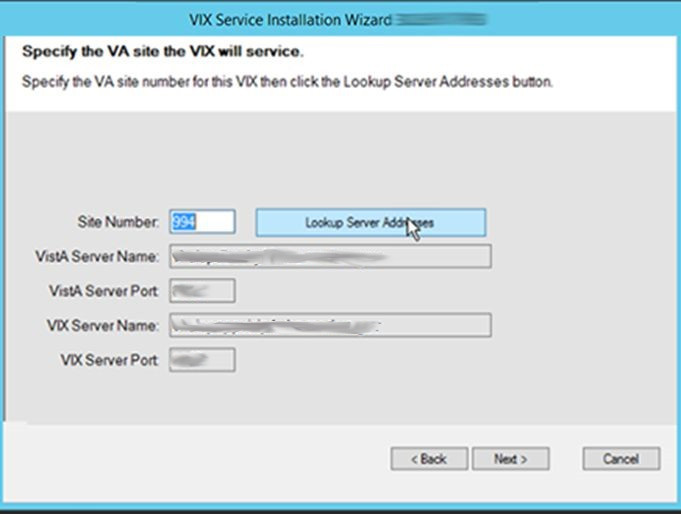 VIX Service Installation Wizard
Specify the VA site the VIX will service.
Specify the VA site number for this VIX then click the Lookup Server Addresses button.
Site Number: 994 Lookup Server Addresses
VistA Server Name:
VistA Server Port
VIX Server Name:
VIX Server Port
< Back Next > Cancel